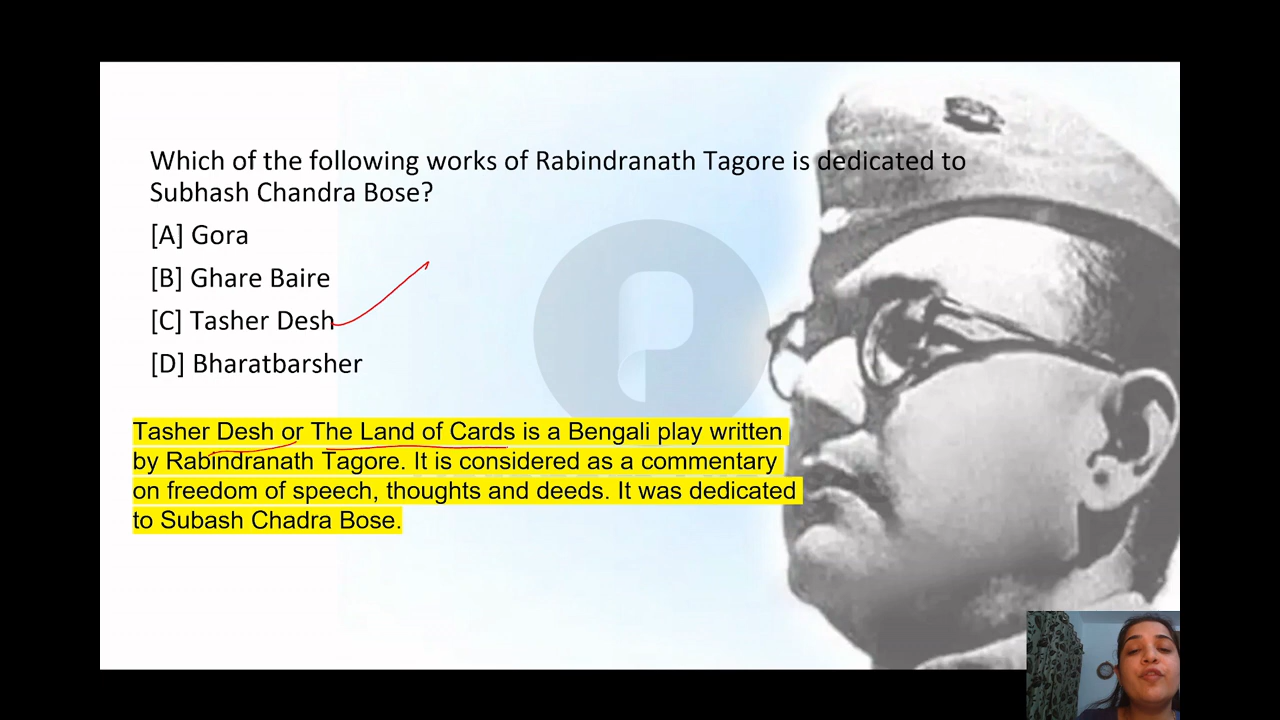 Which of the following works of Rabindranath Tagore is dedicated to
Subhash Chandra Bose?
[A] Gora
[B] Ghare Baire
[C] Tasher Desh
[D] Bharatbarsher
Tasher Desh or The Land of Cards is a Bengali play written
by Rabindranath Tagore. It is considered as a commentary
on freedom of speech, thoughts and deeds. It was dedicated
to Subash Chadra Bose.